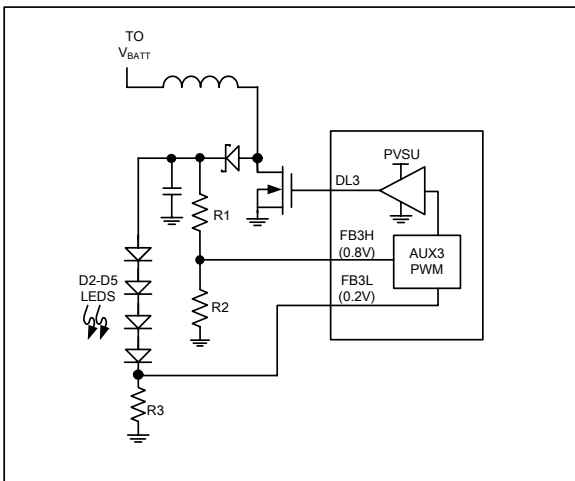 TO
VBATT
PVSU
DL3
R1
FB3H
(0.8V)
AUX3
PWM
FB3L
(0.2V)
D2-D5
LEDS
R2
R3